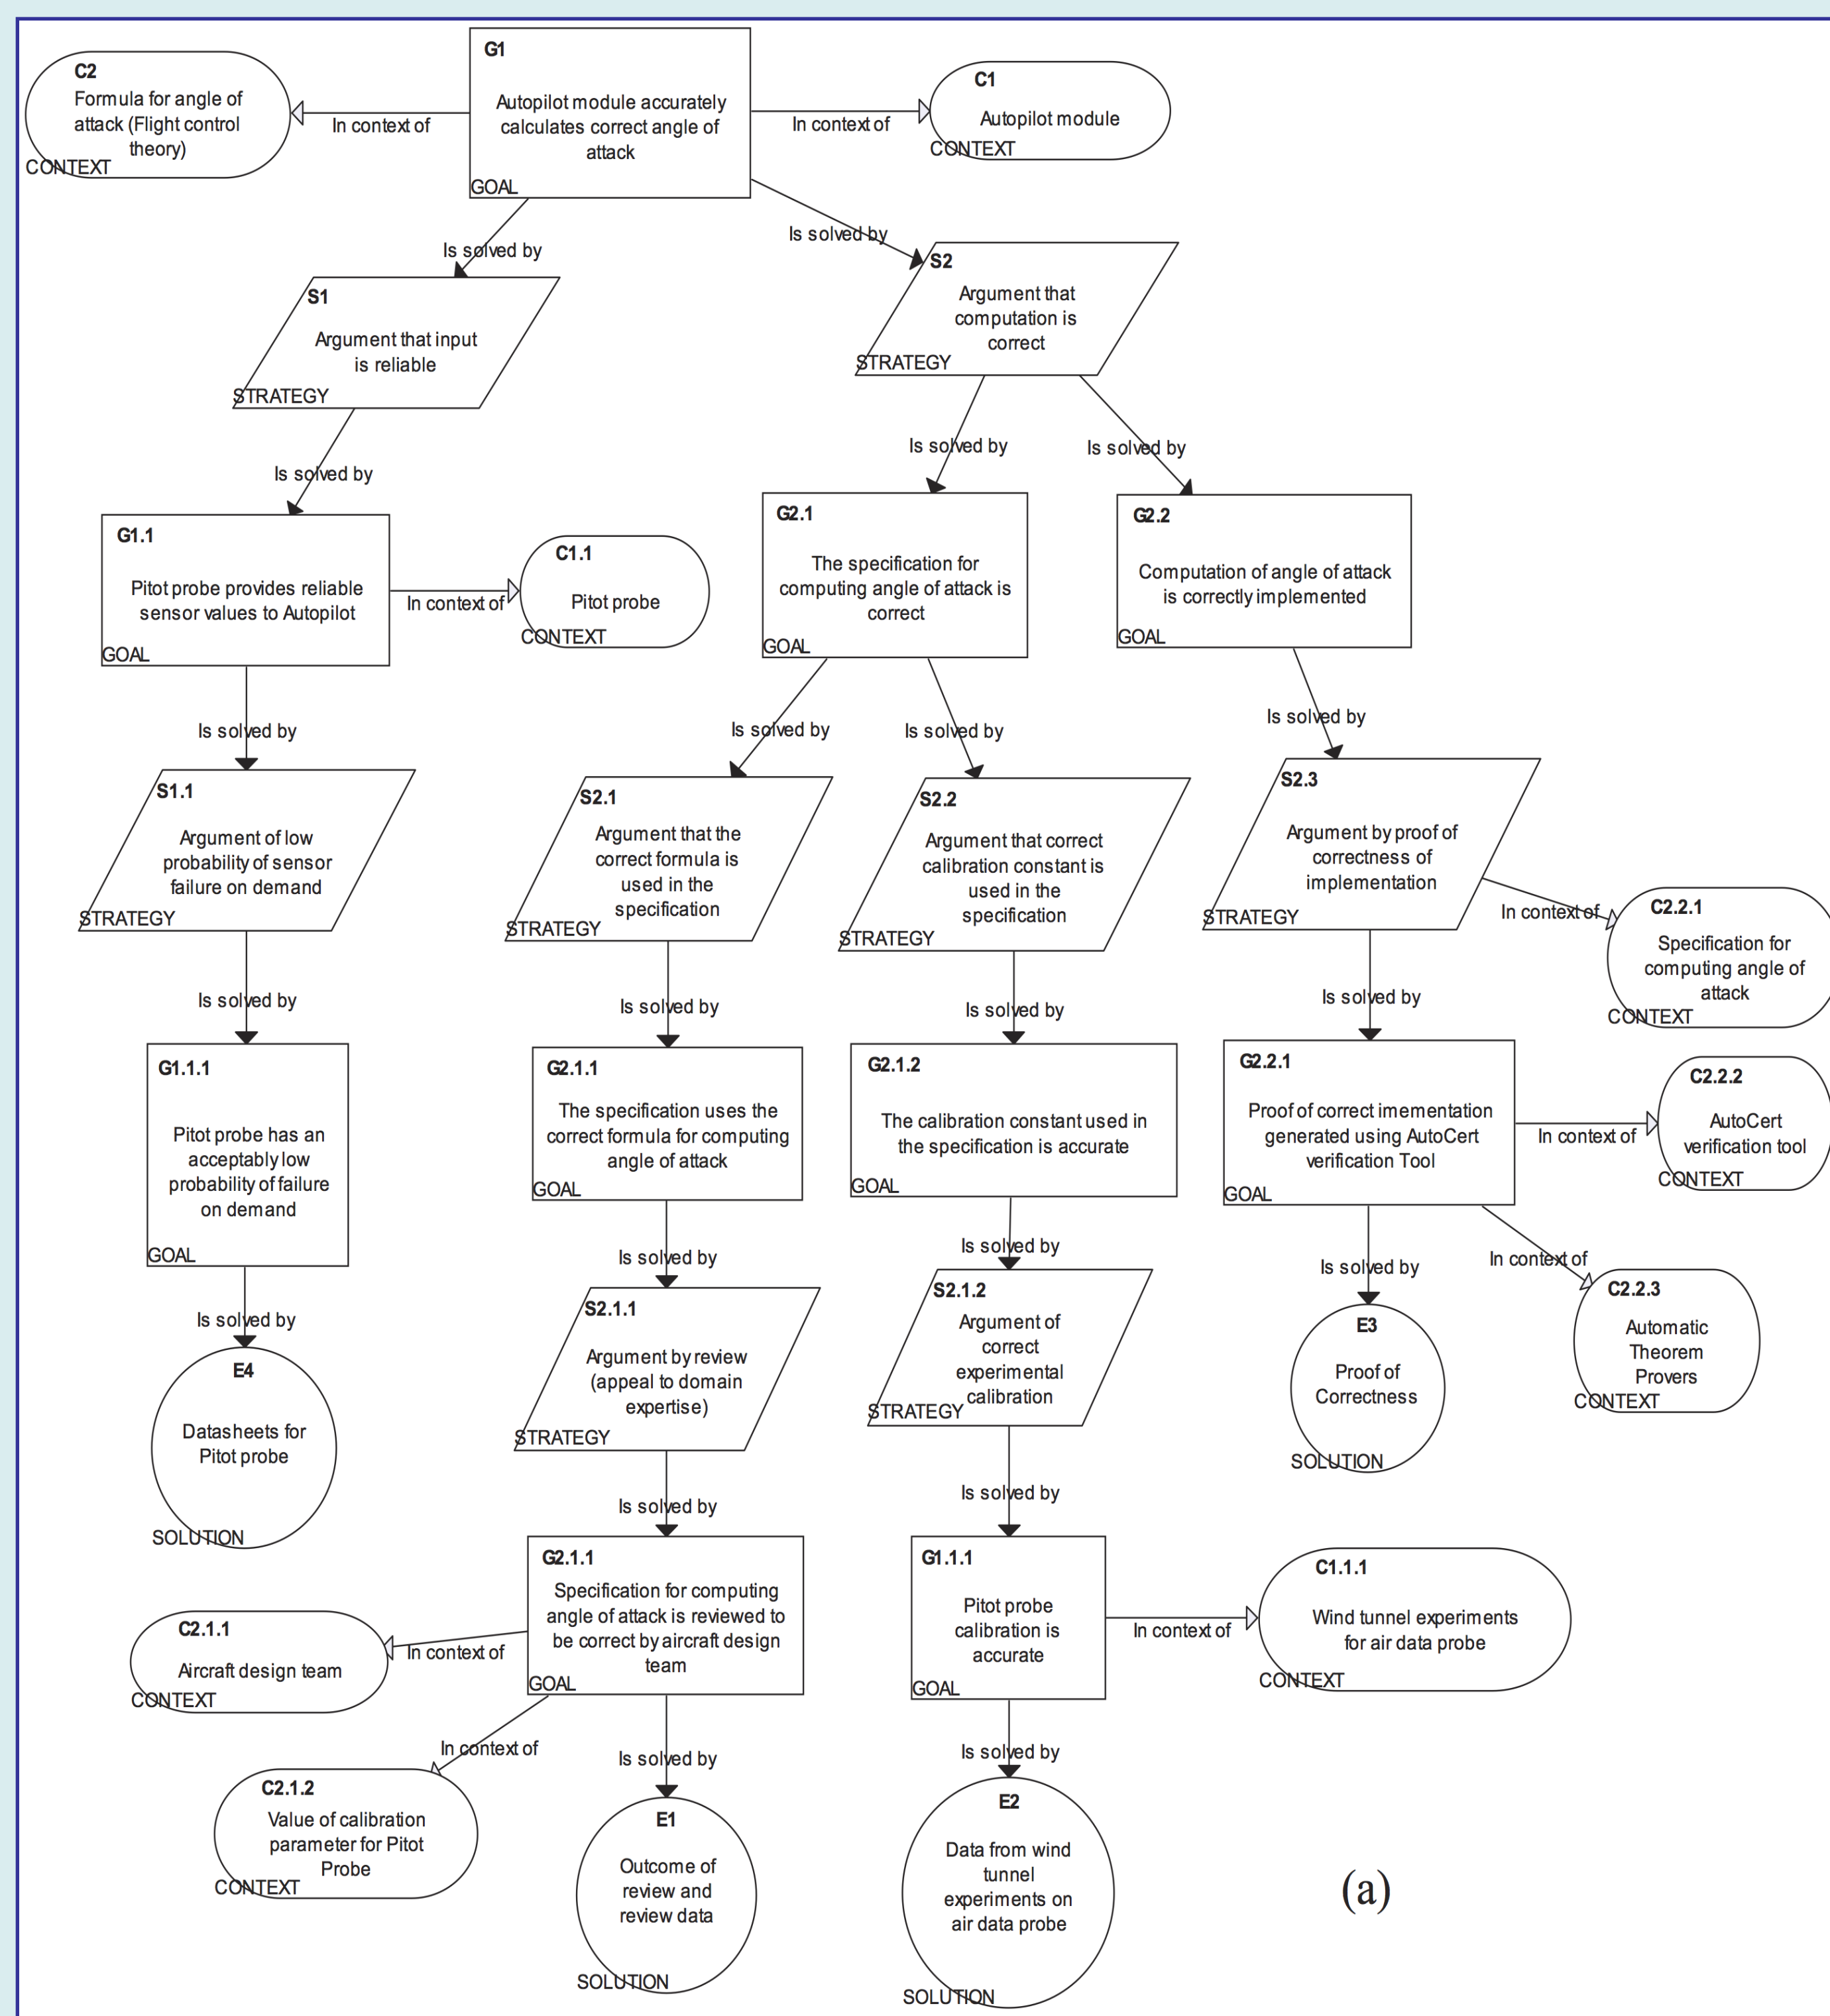 G1
Autopilot module accurately
calculates correct angle of
attack
GOAL
C2
Formula for angle of
attack (Flight control
theory)
CONTEXT
In context of
In context of
C1
Autopilot module
CONTEXT
Is solved by
Is solved by
S1
Argument that input
is reliable
STRATEGY
S2
Argument that
computation is
correct
STRATEGY
Is solved by
Is solved by
Is solved by
G1.1
Pitot probe provides reliable
sensor values to Autopilot
GOAL
In context of
C1.1
Pitot probe
CONTEXT
G2.1
The specification for
computing angle of attack is
correct
GOAL
G2.2
Computation of angle of attack
is correctly implemented
GOAL
Is solved by
Is solved by
Is solved by
Is solved by
S1.1
Argument of low
probability of sensor
failure on demand
STRATEGY
S2.1
Argument that the
correct formula is
used in the
specification
STRATEGY
S2.2
Argument that correct
calibration constant is
used in the
specification
STRATEGY
S2.3
Argument by proof of
correctness of
implementation
STRATEGY
In context of
C2.2.1
Specification for
computing angle of
attack
CONTEXT
Is solved by
Is solved by
Is solved by
Is solved by
G1.1.1
Pitot probe has an
acceptably low
probability of failure
on demand
GOAL
G2.1.1
The specification uses the
correct formula for computing
angle of attack
GOAL
G2.1.2
The calibration constant used in
the specification is accurate
GOAL
G2.2.1
Proof of correct imementation
generated using AutoCert
verification Tool
GOAL
In context of
C2.2.2
AutoCert
verification tool
CONTEXT
Is solved by
Is solved by
Is solved by
Is solved by
In context of
C2.2.3
Automatic
Theorem
Provers
CONTEXT
E4
Datasheets for
Pitot probe
SOLUTION
S2.1.1
Argument by review
(appeal to domain
expertise)
STRATEGY
S2.1.2
Argument of
correct
experimental
calibration
STRATEGY
E3
Proof of
Correctness
SOLUTION
Is solved by
Is solved by
G2.1.1
Specification for computing
angle of attack is reviewed to
be correct by aircraft design
team
GOAL
In context of
C2.1.1
Aircraft design team
CONTEXT
G1.1.1
Pitot probe
calibration is
accurate
GOAL
In context of
C1.1.1
Wind tunnel experiments
for air data probe
CONTEXT
In context of
Is solved by
Is solved by
C2.1.2
Value of calibration
parameter for Pitot
Probe
CONTEXT
E1
Outcome of
review and
review data
SOLUTION
E2
Data from wind
tunnel
experiments on
air data probe
SOLUTION
(a)